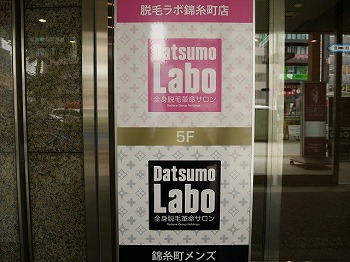 脱毛ラボ錦糸町店
Datsumo
Labo
全身脱毛革命サロン
5F
Datsumo
Labo
全身脱毛革命サロン
錦糸町メンズ